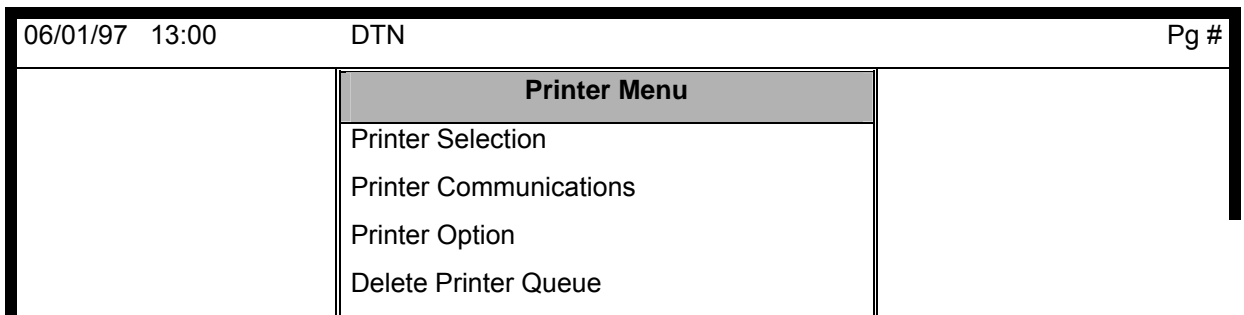 06/01/97 13:00 DTN Pg #
Printer Menu
Printer Selection
Printer Communications
Printer Option
Delete Printer Queue